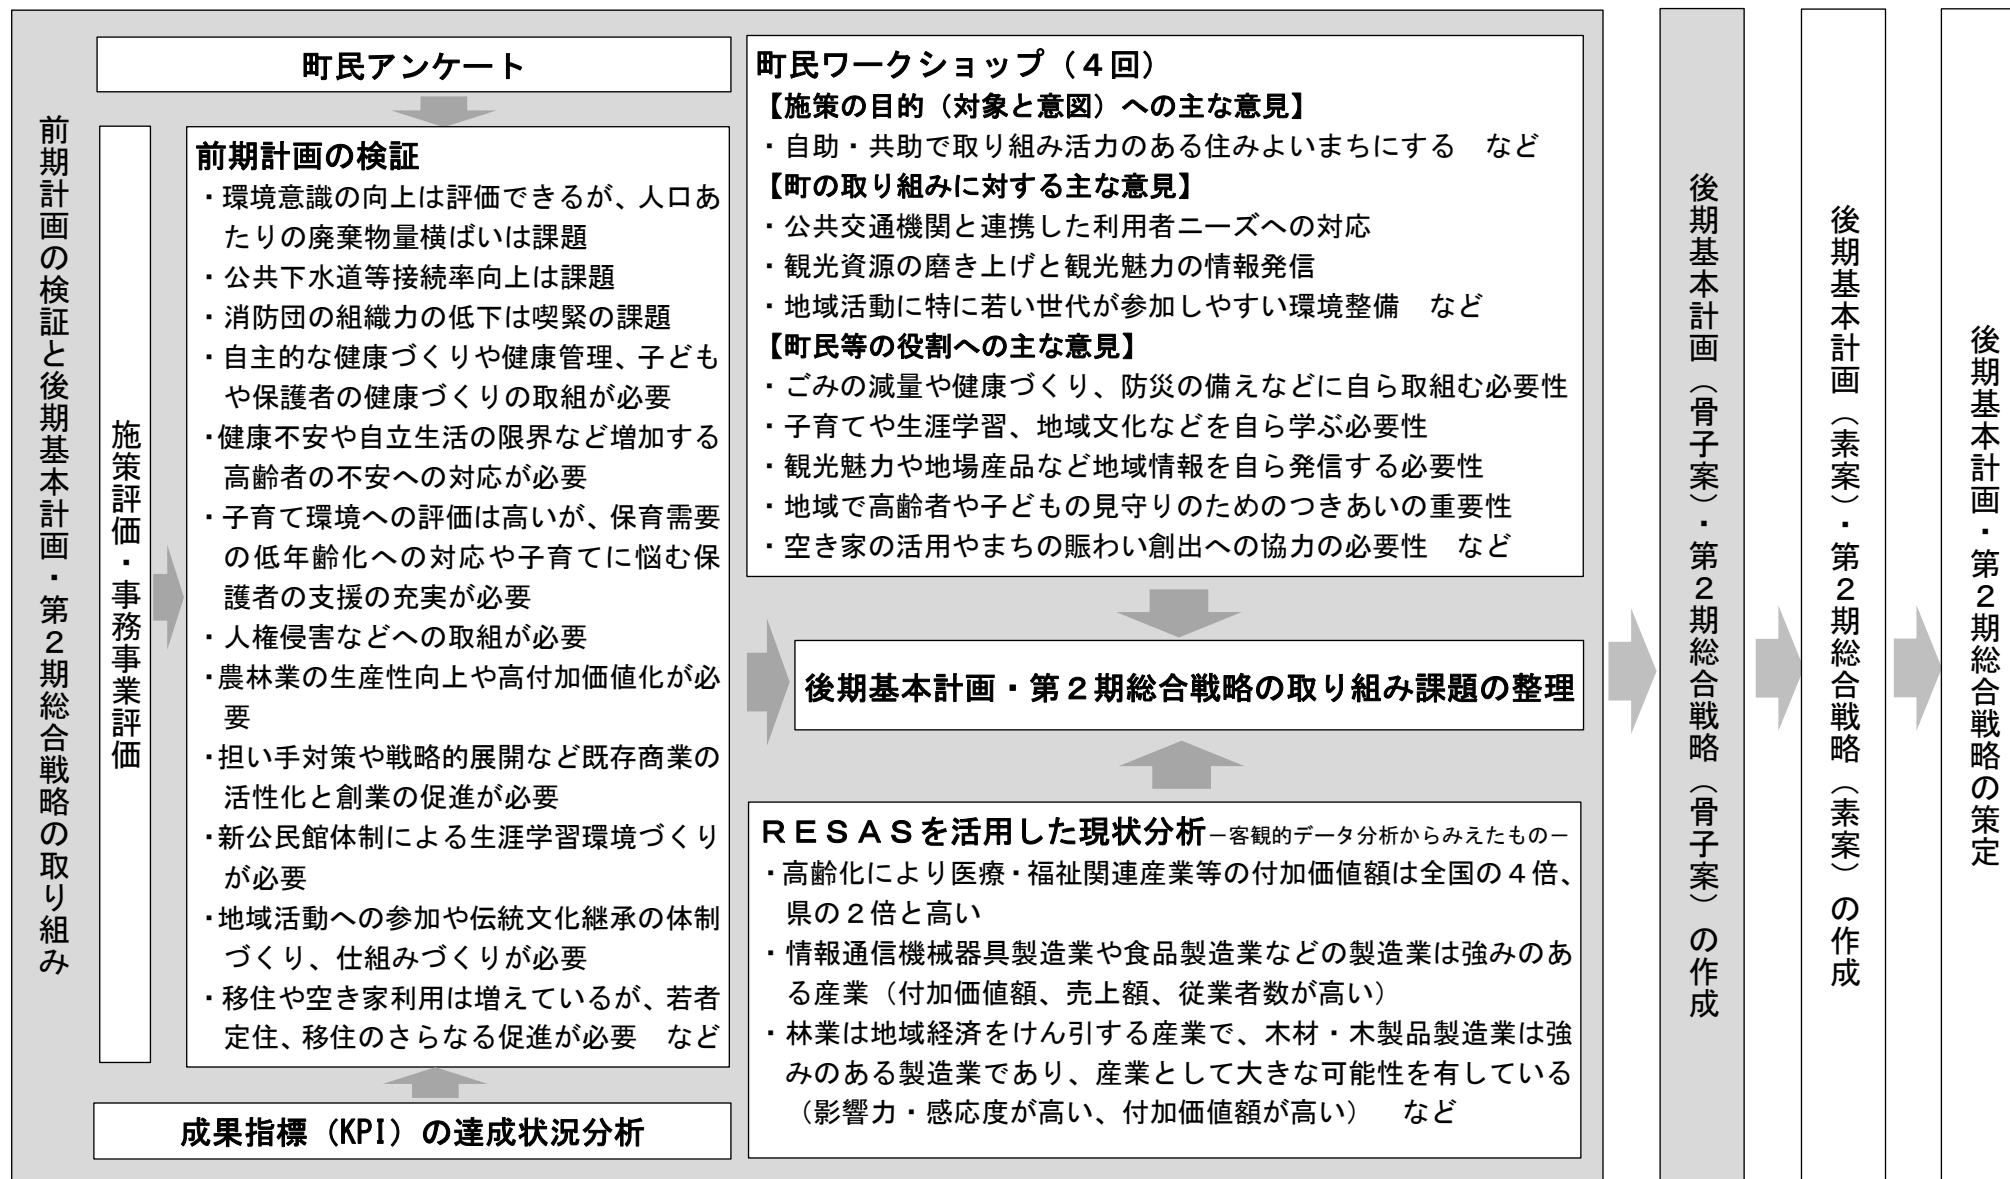 前期計画の検証と後期基本計画・第２期総合戦略の取り組み
町民アンケート
施策評価・事務事業評価
前期計画の検証
・環境意識の向上は評価できるが、人口あ
たりの廃棄物量横ばいは課題
・公共下水道等接続率向上は課題
・消防団の組織力の低下は喫緊の課題
・自主的な健康づくりや健康管理、子ども
や保護者の健康づくりの取組が必要
・健康不安や自立生活の限界など増加する
高齢者の不安への対応が必要
・子育て環境への評価は高いが、保育需要
の低年齢化への対応や子育てに悩む保
護者の支援の充実が必要
・人権侵害などへの取組が必要
・農林業の生産性向上や高付加価値化が必
要
・担い手対策や戦略的展開など既存商業の
活性化と創業の促進が必要
・新公民館体制による生涯学習環境づくり
が必要
・地域活動への参加や伝統文化継承の体制
づくり、仕組みづくりが必要
・移住や空き家利用は増えているが、若者
定住、移住のさらなる促進が必要　など
成果指標（KPI）の達成状況分析
町民ワークショップ（４回）
【施策の目的（対象と意図）への主な意見】
・自助・共助で取り組み活力のある住みよいまちにする　など
【町の取り組みに対する主な意見】
・公共交通機関と連携した利用者ニーズへの対応
・観光資源の磨き上げと観光魅力の情報発信
・地域活動に特に若い世代が参加しやすい環境整備　など
【町民等の役割への主な意見】
・ごみの減量や健康づくり、防災の備えなどに自ら取組む必要性
・子育てや生涯学習、地域文化などを自ら学ぶ必要性
・観光魅力や地場産品など地域情報を自ら発信する必要性
・地域で高齢者や子どもの見守りのためのつきあいの重要性
・空き家の活用やまちの賑わい創出への協力の必要性　など
後期基本計画・第２期総合戦略の取り組み課題の整理
ＲＥＳＡＳを活用した現状分析－客観的データ分析からみえたもの－
・高齢化により医療・福祉関連産業等の付加価値額は全国の４倍、
県の２倍と高い
・情報通信機械器具製造業や食品製造業などの製造業は強みのあ
る産業（付加価値額、売上額、従業者数が高い）
・林業は地域経済をけん引する産業で、木材・木製品製造業は強
みのある製造業であり、産業として大きな可能性を有している
（影響力・感応度が高い、付加価値額が高い）　など
後期基本計画（骨子案）・第２期総合戦略（骨子案）の作成
後期基本計画（素案）・第２期総合戦略（素案）の作成
後期基本計画・第２期総合戦略の策定